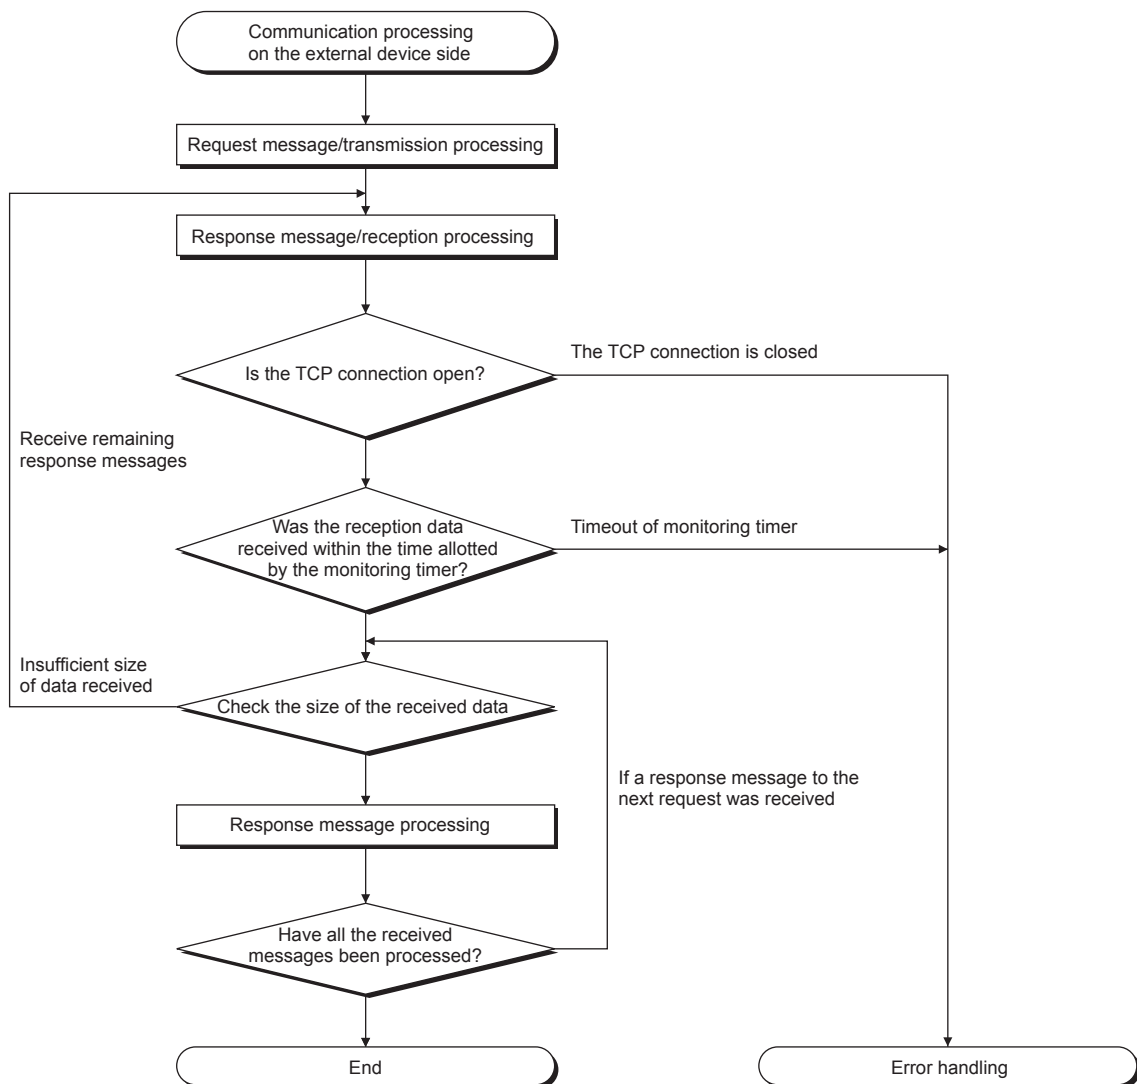 Communication processing
on the external device side
Request message/transmission processing
Response message/reception processing
Is the TCP connection open?
The TCP connection is closed
Receive remaining
response messages
Was the reception data
received within the time allotted
by the monitoring timer?
Timeout of monitoring timer
Insufficient size
of data received
Check the size of the received data
If a response message to the
next request was received
Response message processing
Have all the received
messages been processed?
End
Error handling